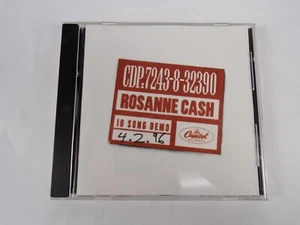 CDP.7243-8-32390
ROSANNE CASH
10 SONG DEMO
4.2.96
Capitol